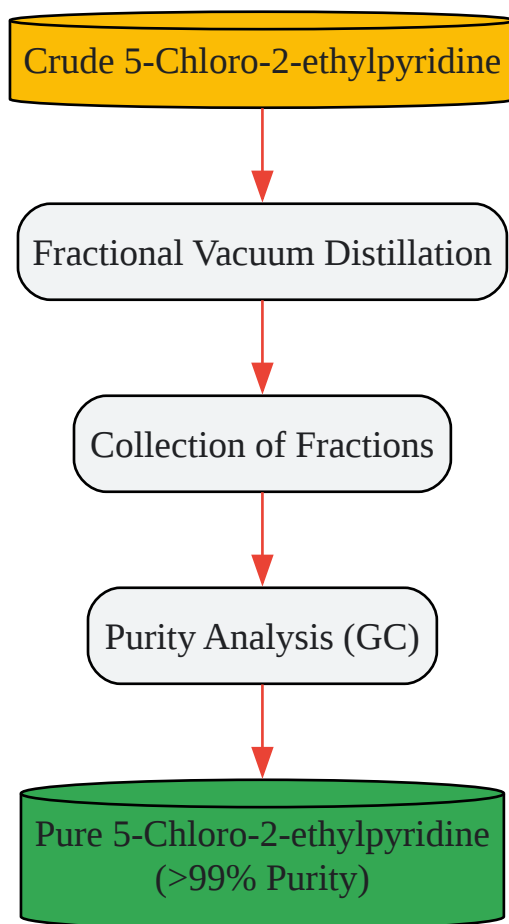 Crude 5-Chloro-2-ethylpyridine
Fractional Vacuum Distillation
Collection of Fractions
Purity Analysis (GC)
Pure 5-Chloro-2-ethylpyridine
(>99% Purity)